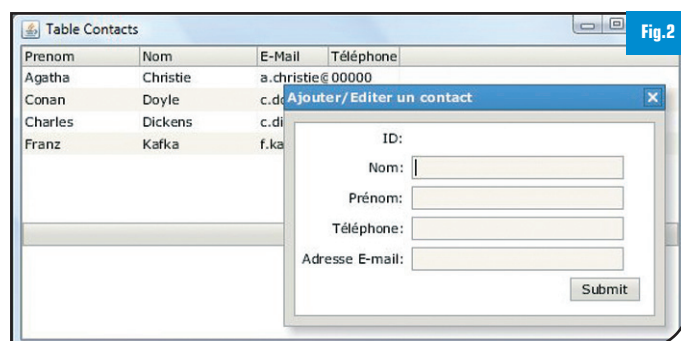 Table Contacts
Fig.2
Prenom Nom E-Mail Téléphone
Agatha Christie a.christie@ 00000
Conan Doyle c.do
Charles Dickens c.di
Franz Kafka f.ka
Ajouter/Editer un contact
ID:
Nom:
Prénom:
Téléphone:
Adresse E-mail:
Submit